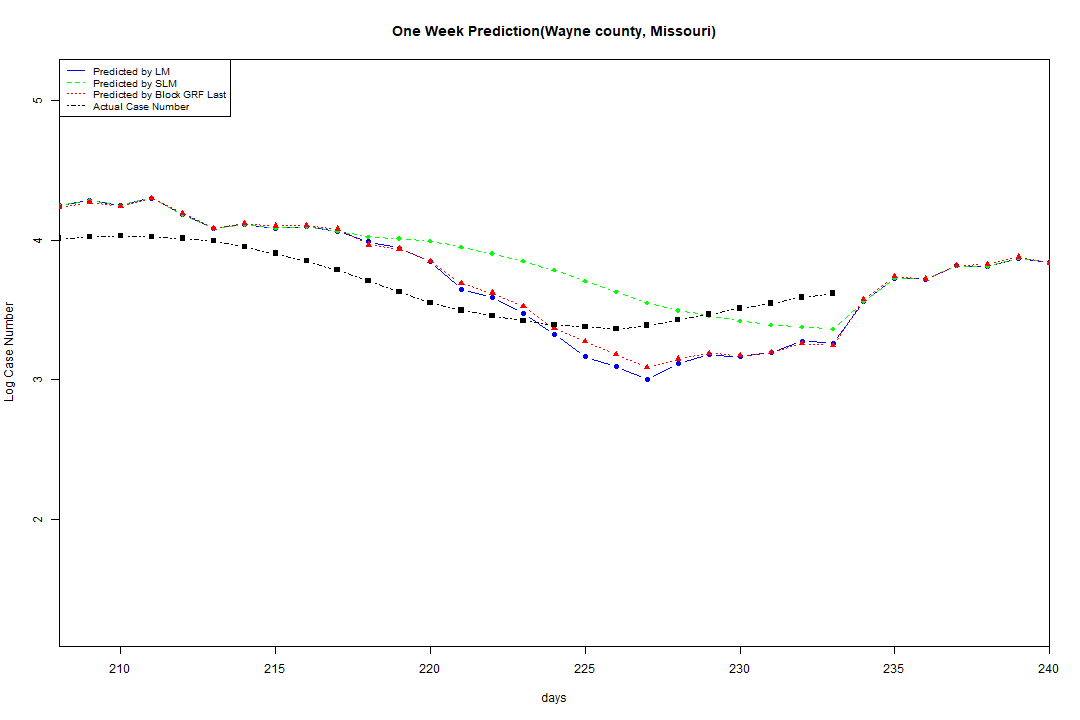 One Week Prediction(Wayne county, Missouri)
Predicted by LM
Predicted by SLM
Predicted by Block GRF Last
Actual Case Number
5
4
3
2
Log Case Number
210 215 220 225 230 235 240
days